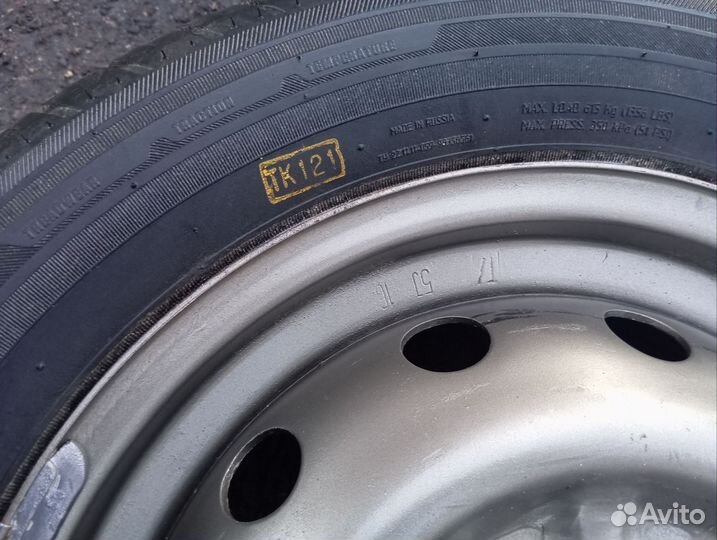 TEMPERATURE
TRACTION
TREADWEAR
MAX. LOAD 615 Kg (1356 LBS)
MAX. PRESS. 350 KPa (51 PSI)
MADE IN RUSSIA
TK121
Avito